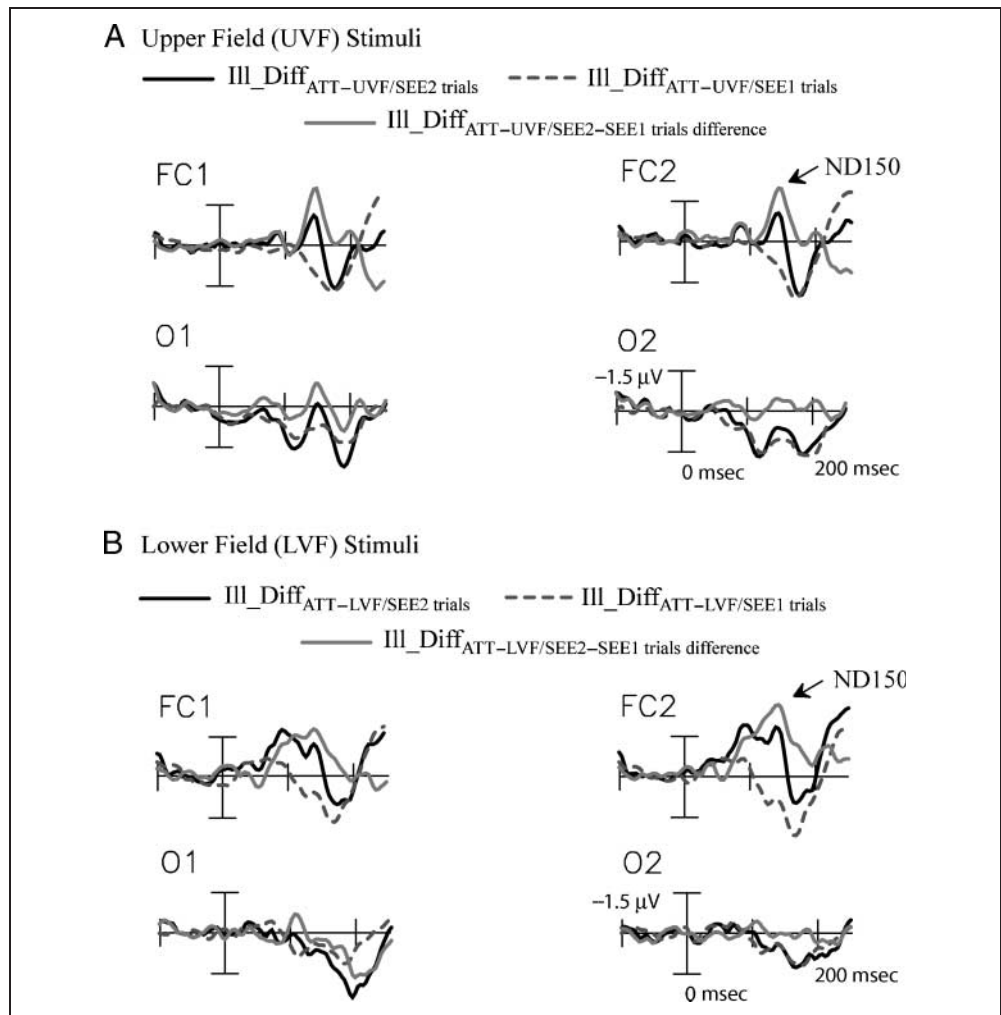 A Upper Field (UVF) Stimuli
Ill_DiffATT–UVF/SEE2 trials Ill_DiffATT–UVF/SEE1 trials
Ill_DiffATT–UVF/SEE2–SEE1 trials difference
FC1 FC2 ND150
O1 O2
−1.5 µV
0 msec 200 msec
B Lower Field (LVF) Stimuli
Ill_DiffATT–LVF/SEE2 trials Ill_DiffATT–LVF/SEE1 trials
Ill_DiffATT–LVF/SEE2–SEE1 trials difference
FC1 FC2 ND150
O1 O2
−1.5 µV
0 msec 200 msec